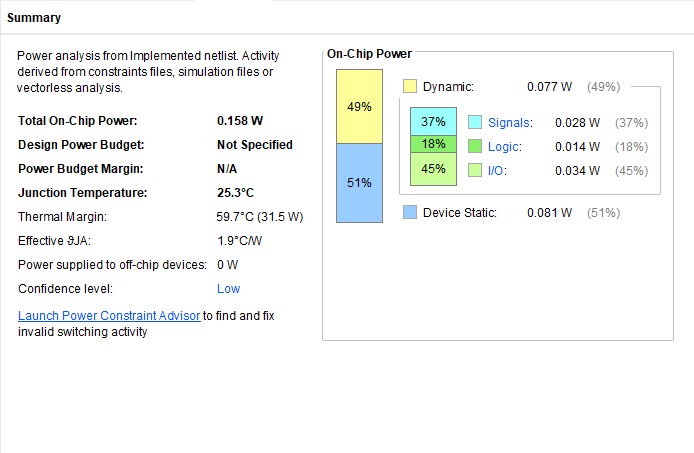 Summary
Power analysis from Implemented netlist. Activity
derived from constraints files, simulation files or
vectorless analysis.
Total On-Chip Power: 0.158 W
Design Power Budget: Not Specified
Power Budget Margin: N/A
Junction Temperature: 25.3°C
Thermal Margin: 59.7°C (31.5 W)
Effective ϑJA: 1.9°C/W
Power supplied to off-chip devices: 0 W
Confidence level: Low
Launch Power Constraint Advisor to find and fix
invalid switching activity
On-Chip Power
49%
51%
Dynamic: 0.077 W (49%)
37% Signals: 0.028 W (37%)
18% Logic: 0.014 W (18%)
45% I/O: 0.034 W (45%)
Device Static: 0.081 W (51%)